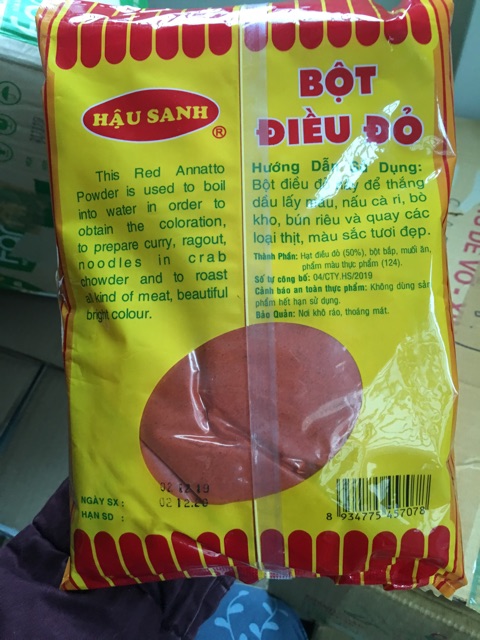 HẬU SANH ®
This Red Annatto
Powder is used to boil
into water in order to
obtain the coloration,
to prepare curry, ragout,
noodles in crab
chowder and to roast
all kind of meat, beautiful
bright colour.
BỘT
ĐIỀU ĐỎ
Hướng Dẫn Sử Dụng:
Bột điều đỏ này để thắng
dầu lấy màu, nấu cà ri, bò
kho, bún riêu và quay các
loại thịt, màu sắc tươi đẹp.
Thành Phần: Hạt điều đỏ (50%), bột bắp, muối ăn,
phẩm màu thực phẩm (124).
Số tự công bố: 04/CTY HS/2019
Cảnh báo an toàn thực phẩm: Không dùng sản
phẩm hết hạn sử dụng.
Bảo Quản: Nơi khô ráo, thoáng mát.
NGÀY SX : 02 12 19
HẠN SD : 02 12 20
8 934775 457078